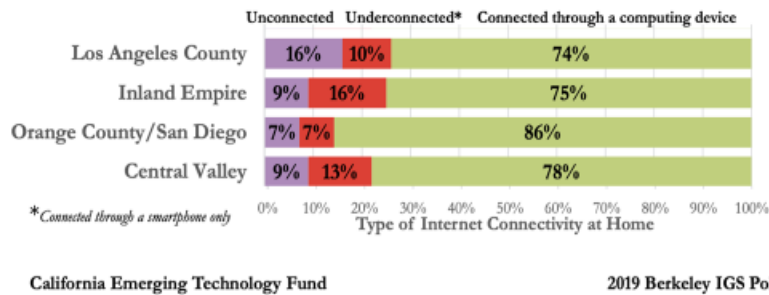 Unconnected Underconnected* Connected through a computing device
Los Angeles County 16% 10% 74%
Inland Empire 9% 16% 75%
Orange County/San Diego 7% 7% 86%
Central Valley 9% 13% 78%
0% 10% 20% 30% 40% 50% 60% 70% 80% 90% 100%
*Connected through a smartphone only
Type of Internet Connectivity at Home
California Emerging Technology Fund 2019 Berkeley IGS Po